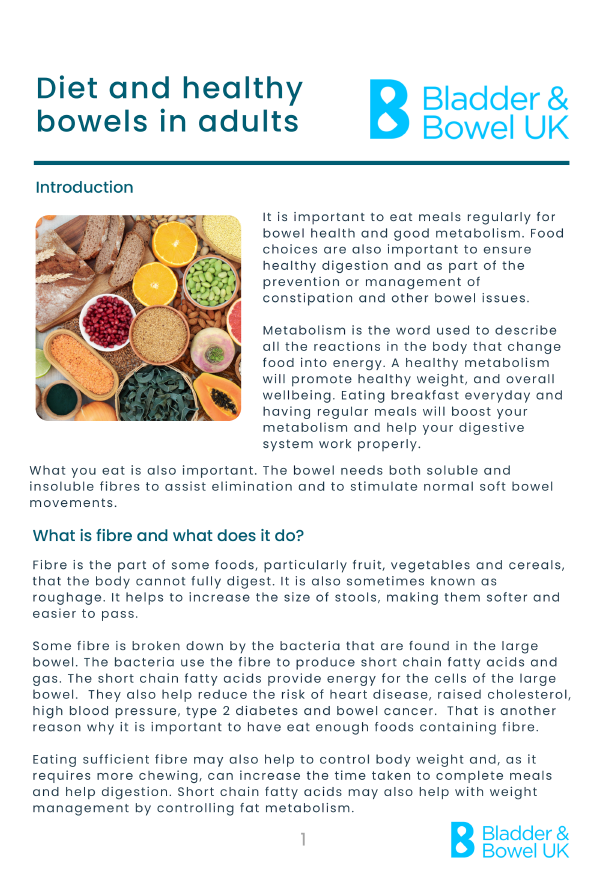 Diet and healthy
bowels in adults
Bladder &
Bowel UK
Introduction
It is important to eat meals regularly for
bowel health and good metabolism. Food
choices are also important to ensure
healthy digestion and as part of the
prevention or management of
constipation and other bowel issues.
Metabolism is the word used to describe
all the reactions in the body that change
food into energy. A healthy metabolism
will promote healthy weight, and overall
wellbeing. Eating breakfast everyday and
having regular meals will boost your
metabolism and help your digestive
system work properly.
What you eat is also important. The bowel needs both soluble and
insoluble fibres to assist elimination and to stimulate normal soft bowel
movements.
What is fibre and what does it do?
Fibre is the part of some foods, particularly fruit, vegetables and cereals,
that the body cannot fully digest. It is also sometimes known as
roughage. It helps to increase the size of stools, making them softer and
easier to pass.
Some fibre is broken down by the bacteria that are found in the large
bowel. The bacteria use the fibre to produce short chain fatty acids and
gas. The short chain fatty acids provide energy for the cells of the large
bowel.  They also help reduce the risk of heart disease, raised cholesterol,
high blood pressure, type 2 diabetes and bowel cancer.  That is another
reason why it is important to have eat enough foods containing fibre.
Eating sufficient fibre may also help to control body weight and, as it
requires more chewing, can increase the time taken to complete meals
and help digestion. Short chain fatty acids may also help with weight
management by controlling fat metabolism.
1
Bladder &
Bowel UK